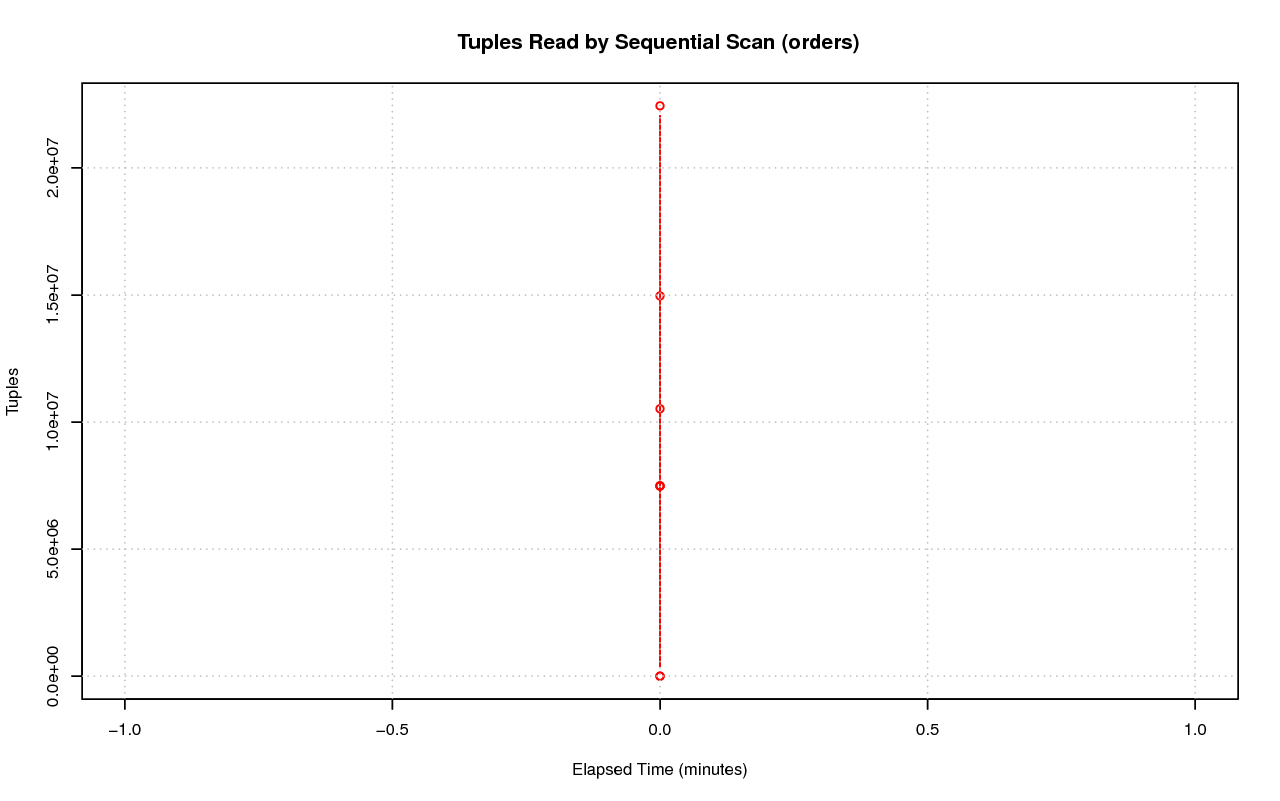 Tuples Read by Sequential Scan (orders)
Tuples
2.0e+07
1.5e+07
1.0e+07
5.0e+06
0.0e+00
−1.0 −0.5 0.0 0.5 1.0
Elapsed Time (minutes)